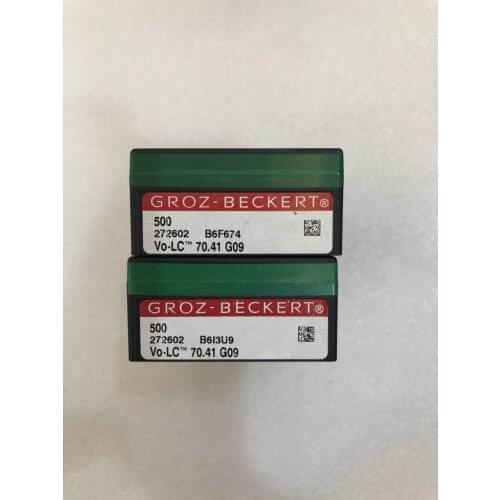 GROZ-BECKERT®
500
272602 B6F674
Vo-LC™ 70.41 G09
GROZ-BECKERT®
500
272602 B6I3U9
Vo-LC™ 70.41 G09